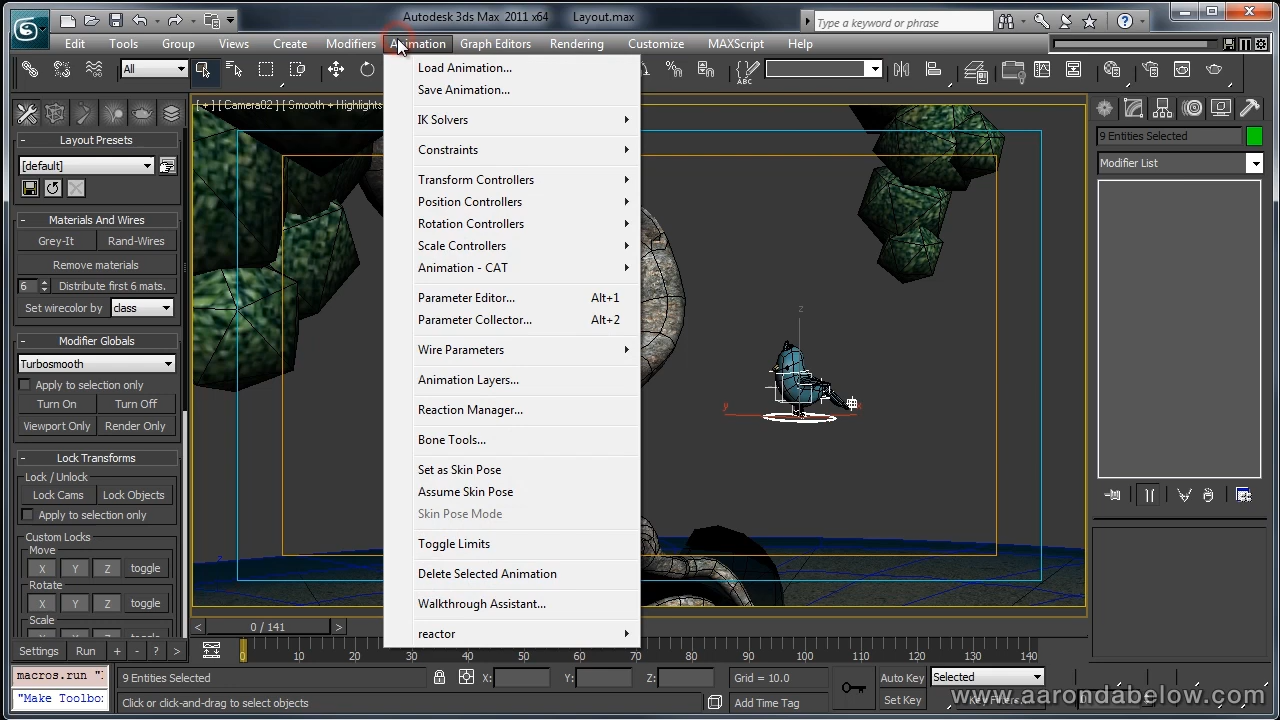 Autodesk 3ds Max 2011 x64 Layout.max
Type a keyword or phrase
Edit Tools Group Views Create Modifiers Animation Graph Editors Rendering Customize MAXScript Help
All
ABC
[ + ] [ Camera02 ] [ Smooth + Highlights
Layout Presets
[default]
Materials And Wires
Grey-It Rand-Wires
Remove materials
6 Distribute first 6 mats.
Set wirecolor by class
Modifier Globals
Turbosmooth
Apply to selection only
Turn On Turn Off
Viewport Only Render Only
Lock Transforms
Lock / Unlock
Lock Cams Lock Objects
Apply to selection only
Custom Locks
Move
X Y Z toggle
Rotate
X Y Z toggle
Scale
X Y Z toggle
Settings Run + - ? >
Load Animation...
Save Animation...
IK Solvers
Constraints
Transform Controllers
Position Controllers
Rotation Controllers
Scale Controllers
Animation - CAT
Parameter Editor... Alt+1
Parameter Collector... Alt+2
Wire Parameters
Animation Layers...
Reaction Manager...
Bone Tools...
Set as Skin Pose
Assume Skin Pose
Skin Pose Mode
Toggle Limits
Delete Selected Animation
Walkthrough Assistant...
reactor
z
y x
9 Entities Selected
Modifier List
< 0 / 141 >
0 10 20 30 40 50 60 70 80 90 100 110 120 130 140
macros.run "
"Make Toolbo
9 Entities Selected X: Y: Z: Grid = 10.0
Click or click-and-drag to select objects Add Time Tag
Auto Key Selected
Set Key Key Filters...
www.aarondabelow.com